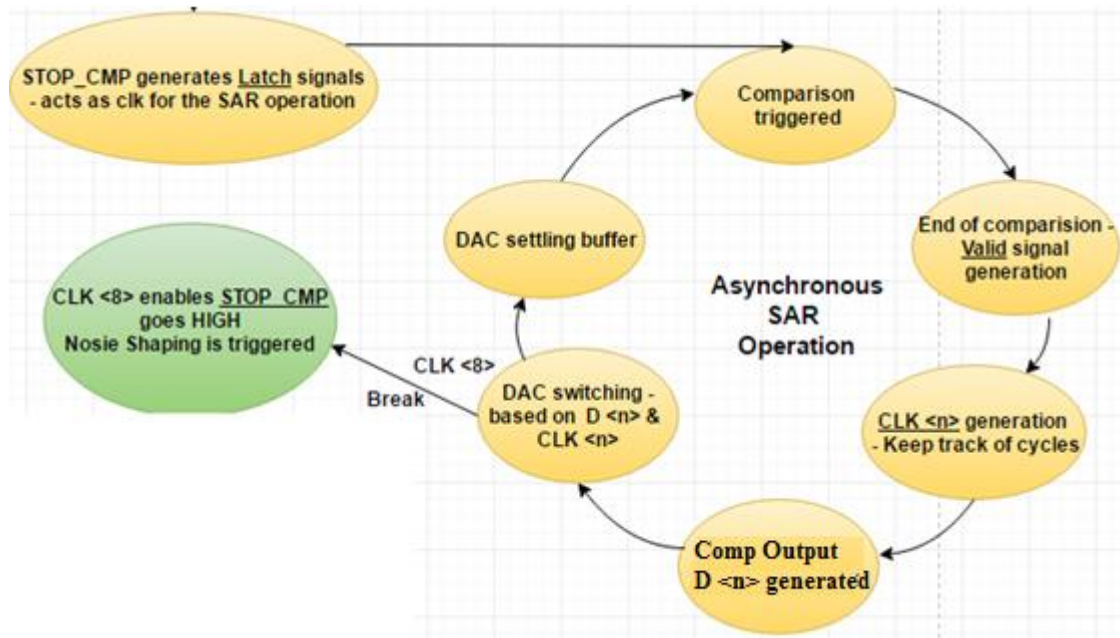 STOP_CMP generates Latch signals
- acts as clk for the SAR operation
Comparison
triggered
DAC settling buffer
End of comparision -
Valid signal
generation
CLK <8> enables STOP_CMP
goes HIGH
Nosie Shaping is triggered
Asynchronous
SAR
Operation
CLK <8>
Break
DAC switching -
based on D <n> &
CLK <n>
CLK <n> generation
- Keep track of cycles
Comp Output
D <n> generated